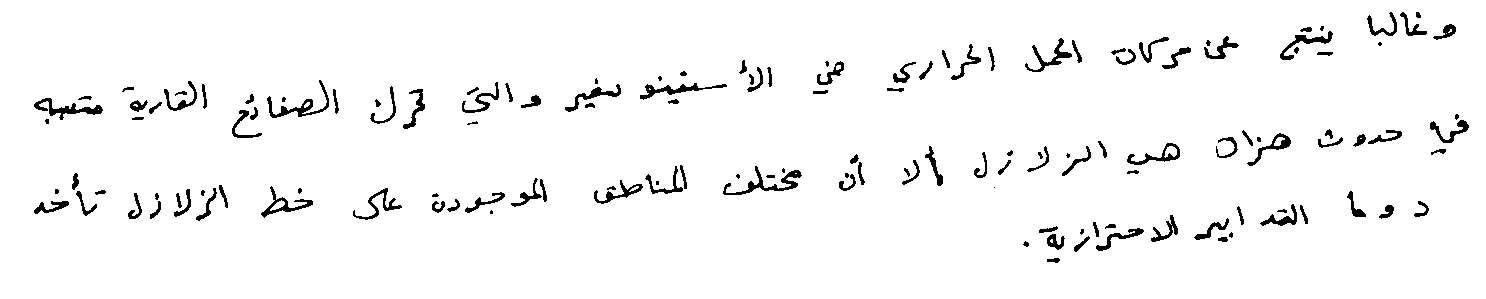 وغالبا ينتج عن حركات الحمل الحراري في الأستينوسفير والتي تحرك الصفائح القارية متسببه
في حدوث هزات هي الزلازل إلا أن مختلف المناطق الموجودة على خط الزلازل تأخذ
دوما التدابير الاحترازية.